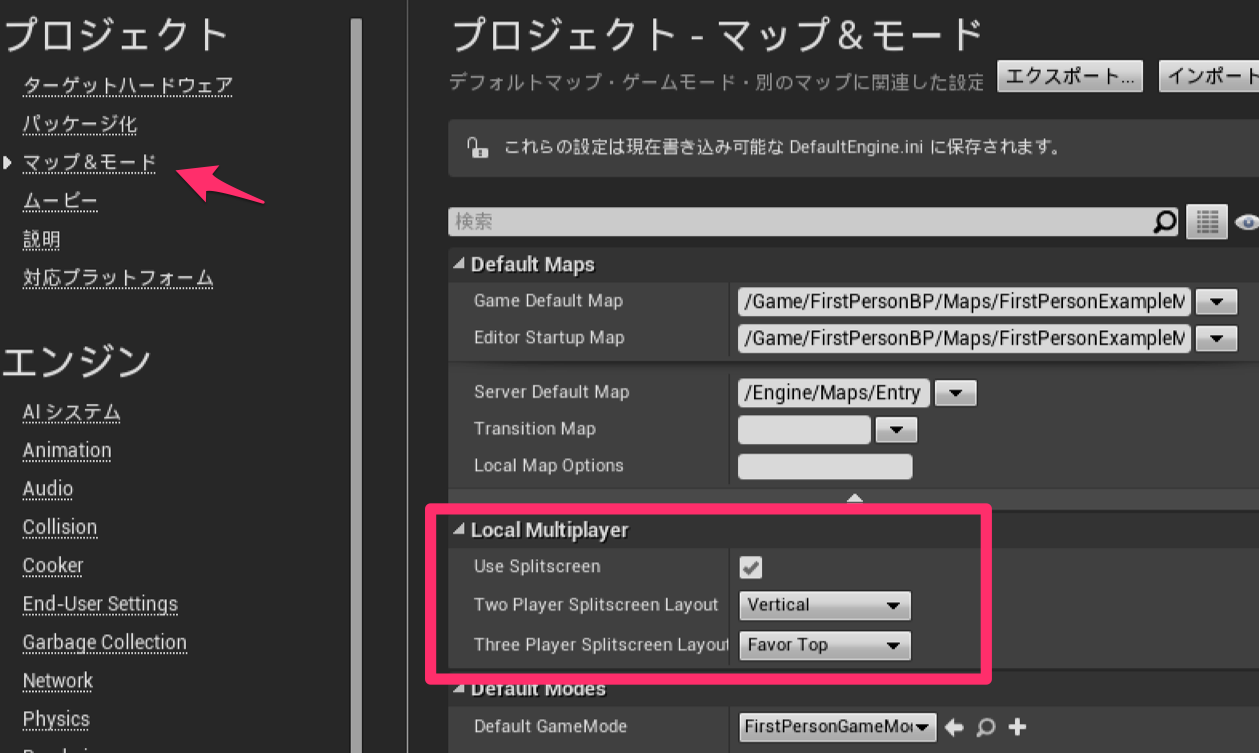 プロジェクト
ターゲットハードウェア
パッケージ化
マップ&モード
ムービー
説明
対応プラットフォーム
エンジン
AI システム
Animation
Audio
Collision
Cooker
End-User Settings
Garbage Collection
Network
Physics
プロジェクト - マップ&モード
デフォルトマップ・ゲームモード・別のマップに関連した設定
エクスポート...
インポート
これらの設定は現在書き込み可能な DefaultEngine.ini に保存されます。
検索
Default Maps
Game Default Map /Game/FirstPersonBP/Maps/FirstPersonExampleM
Editor Startup Map /Game/FirstPersonBP/Maps/FirstPersonExampleM
Server Default Map /Engine/Maps/Entry
Transition Map
Local Map Options
Local Multiplayer
Use Splitscreen
Two Player Splitscreen Layout Vertical
Three Player Splitscreen Layout Favor Top
Default Modes
Default GameMode FirstPersonGameMo